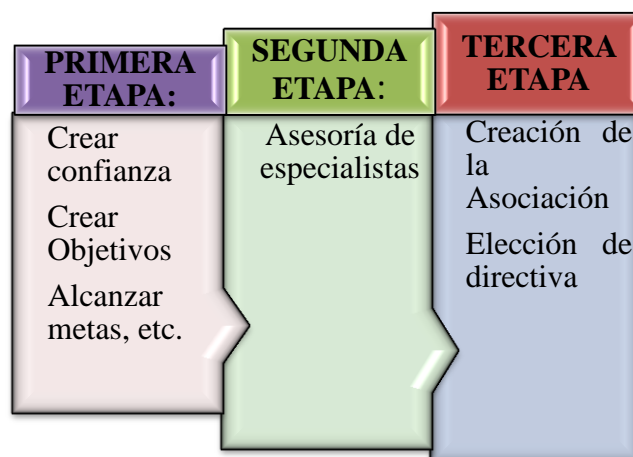 PRIMERA
ETAPA:
Crear
confianza
Crear
Objetivos
Alcanzar
metas, etc.
SEGUNDA
ETAPA:
Asesoría de
especialistas
TERCERA
ETAPA
Creación de
la
Asociación
Elección de
directiva